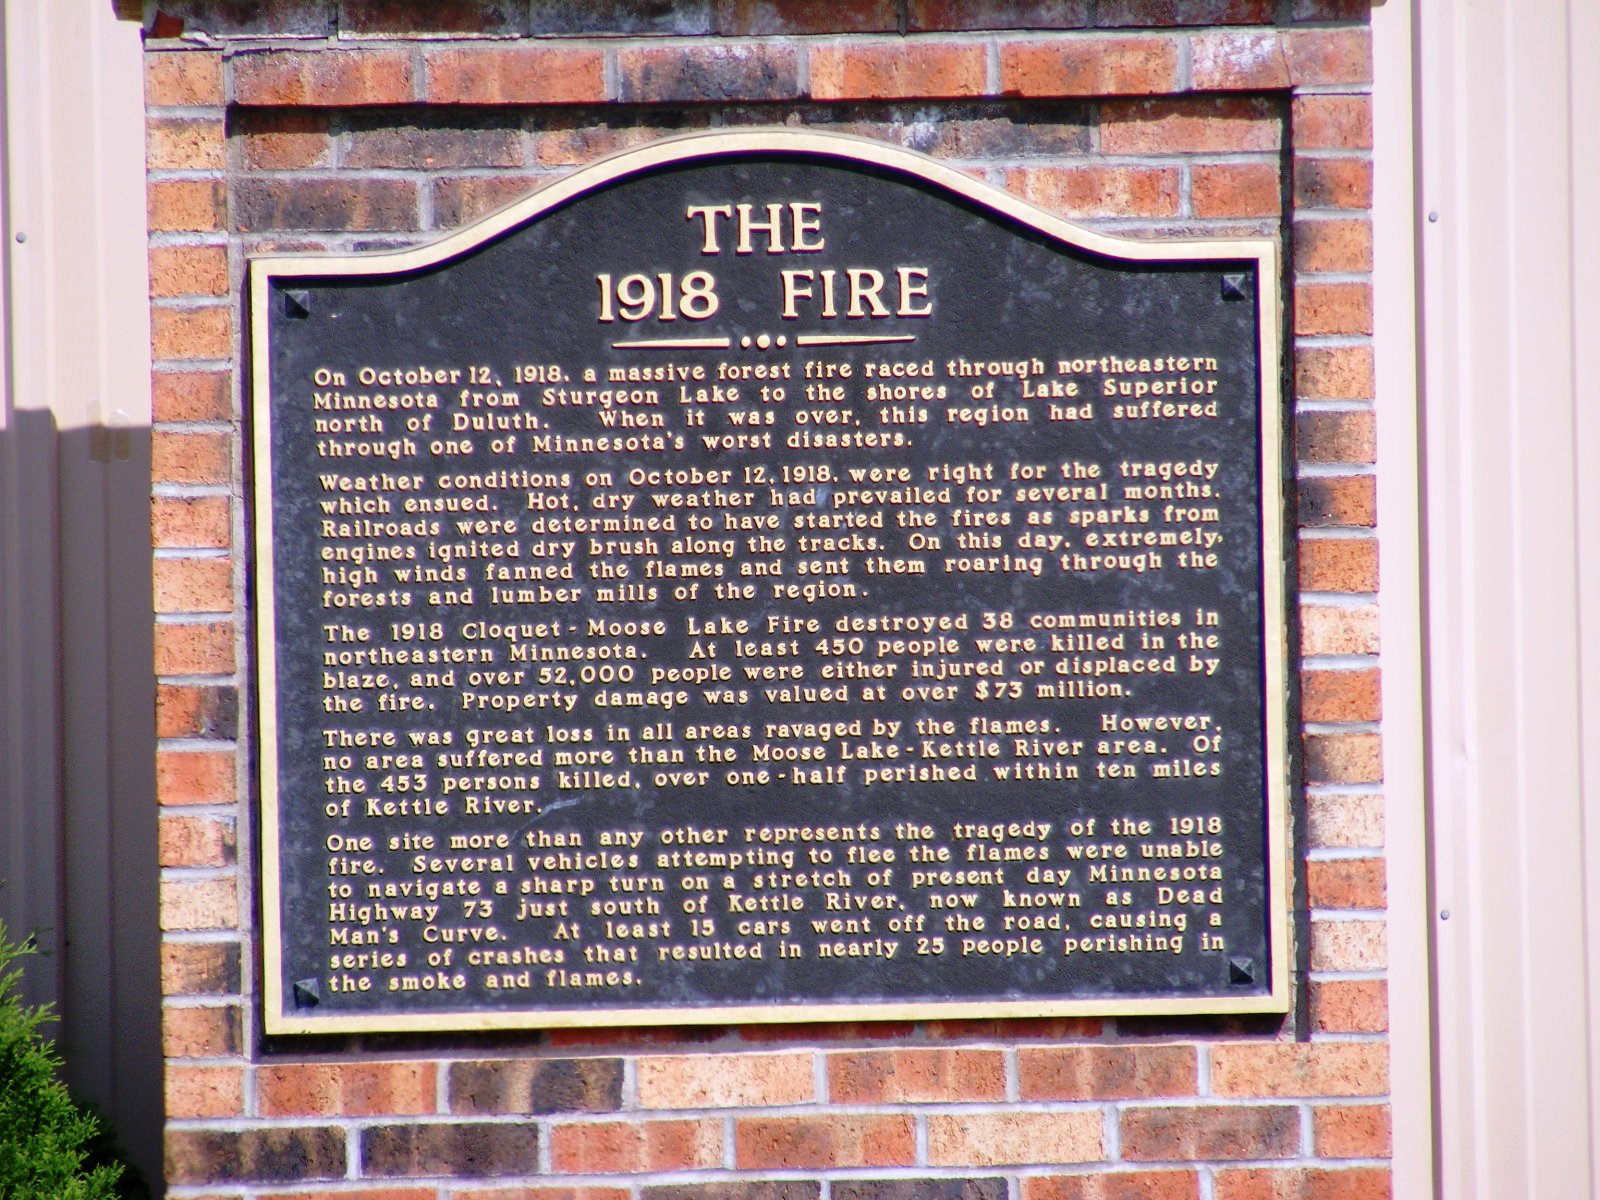 THE
1918 FIRE
On October 12, 1918, a massive forest fire raced through northeastern
Minnesota from Sturgeon Lake to the shores of Lake Superior
north of Duluth. When it was over, this region had suffered
through one of Minnesota's worst disasters.
Weather conditions on October 12, 1918, were right for the tragedy
which ensued. Hot, dry weather had prevailed for several months.
Railroads were determined to have started the fires as sparks from
engines ignited dry brush along the tracks. On this day, extremely,
high winds fanned the flames and sent them roaring through the
forests and lumber mills of the region.
The 1918 Cloquet-Moose Lake Fire destroyed 38 communities in
northeastern Minnesota. At least 450 people were killed in the
blaze, and over 52,000 people were either injured or displaced by
the fire. Property damage was valued at over $73 million.
There was great loss in all areas ravaged by the flames. However,
no area suffered more than the Moose Lake-Kettle River area. Of
the 453 persons killed, over one-half perished within ten miles
of Kettle River.
One site more than any other represents the tragedy of the 1918
fire. Several vehicles attempting to flee the flames were unable
to navigate a sharp turn on a stretch of present day Minnesota
Highway 73 just south of Kettle River, now known as Dead
Man's Curve. At least 15 cars went off the road, causing a
series of crashes that resulted in nearly 25 people perishing in
the smoke and flames.